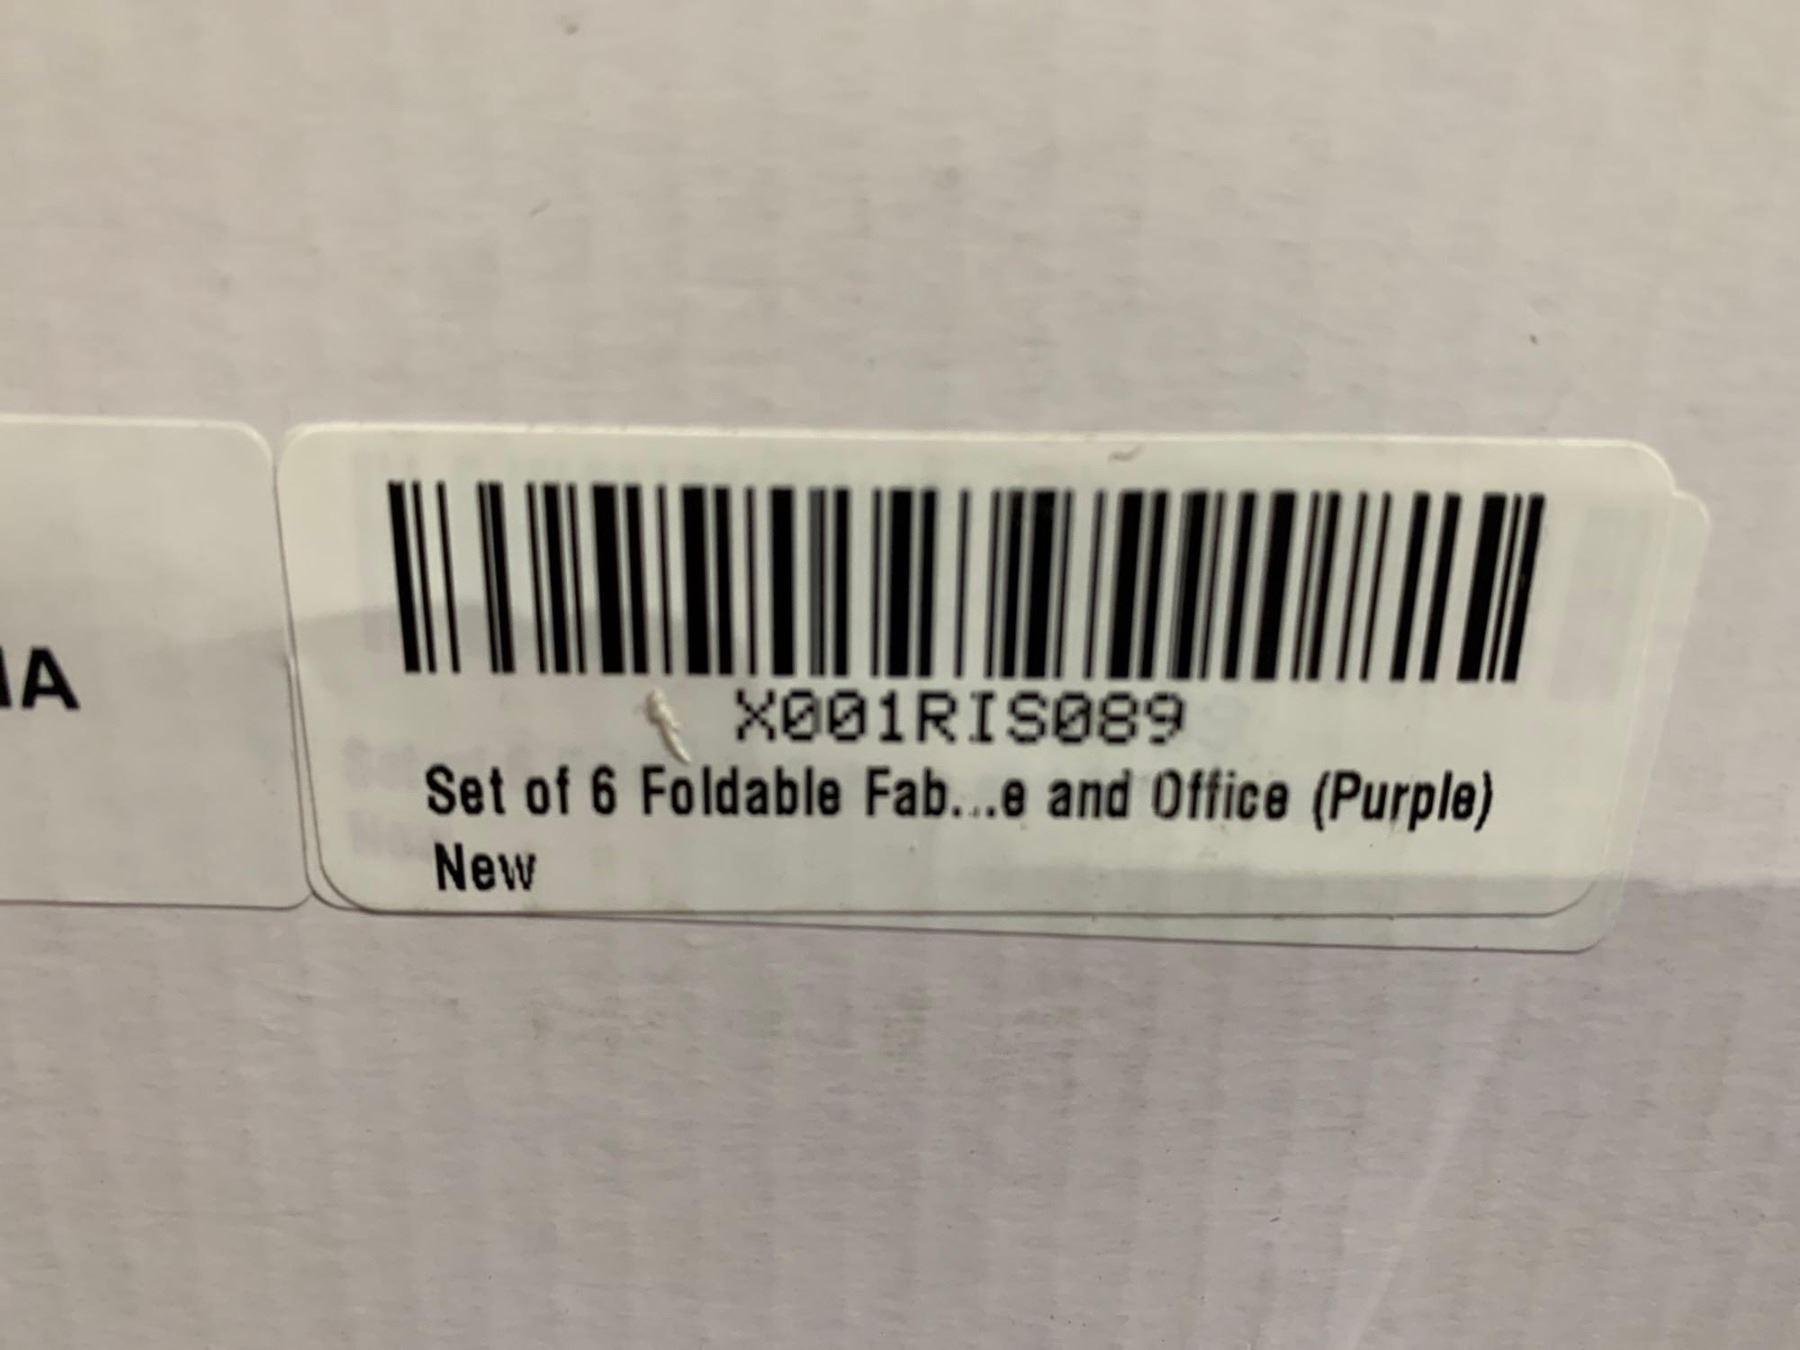 X001RIS089
Set of 6 Foldable Fab...e and Office (Purple)
New